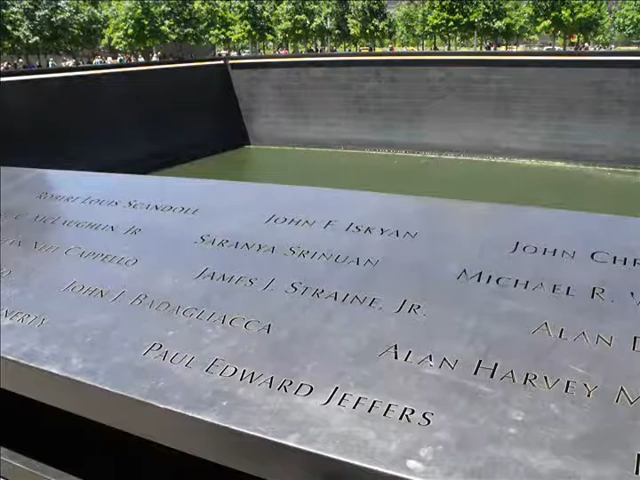 ROBERT LOUIS SCANDOLE
JOHN F. ISKYAN
MCLAUGHLIN JR
SARANYA SRINUAN
JOHN
VITI CAPPELLO
JAMES J. STRAINE, JR.
MICHAEL R.
JOHN J. BADAGLIACCA
ALAN
PAUL EDWARD JEFFERS
ALAN HARVEY